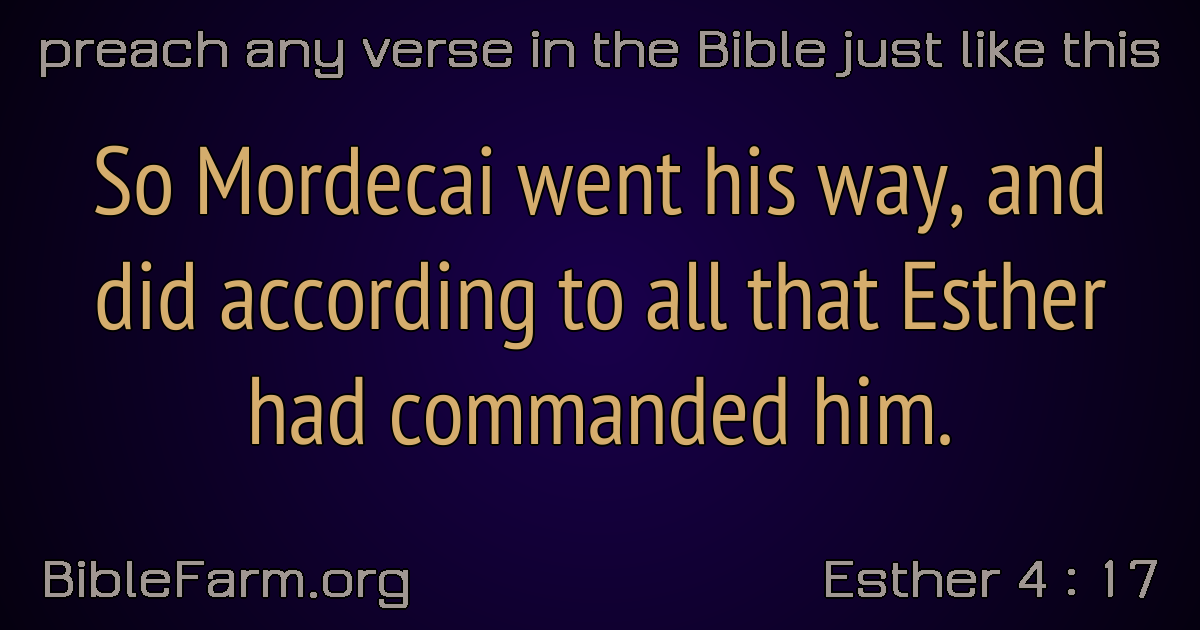 preach any verse in the Bible just like this
So Mordecai went his way, and
did according to all that Esther
had commanded him.
BibleFarm.org
Esther 4 : 17